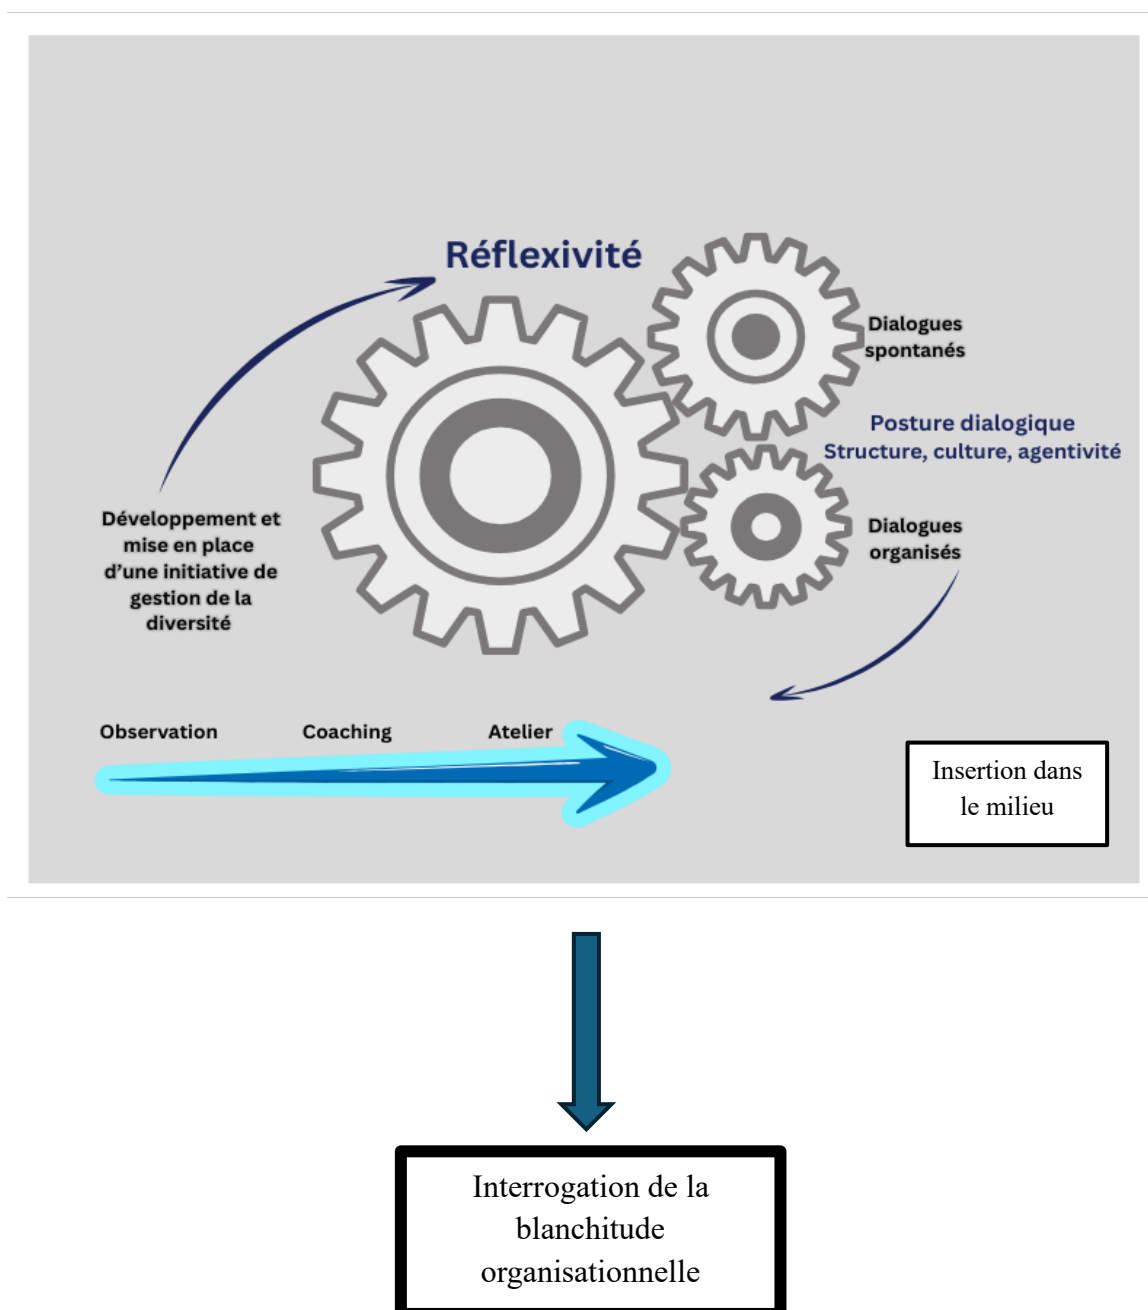 Réflexivité
Dialogues
spontanés
Posture dialogique
Structure, culture, agentivité
Développement et
mise en place
d’une initiative de
gestion de la
diversité
Dialogues
organisés
Observation
Coaching
Atelier
Insertion dans
le milieu
Interrogation de la
blanchitude
organisationnelle